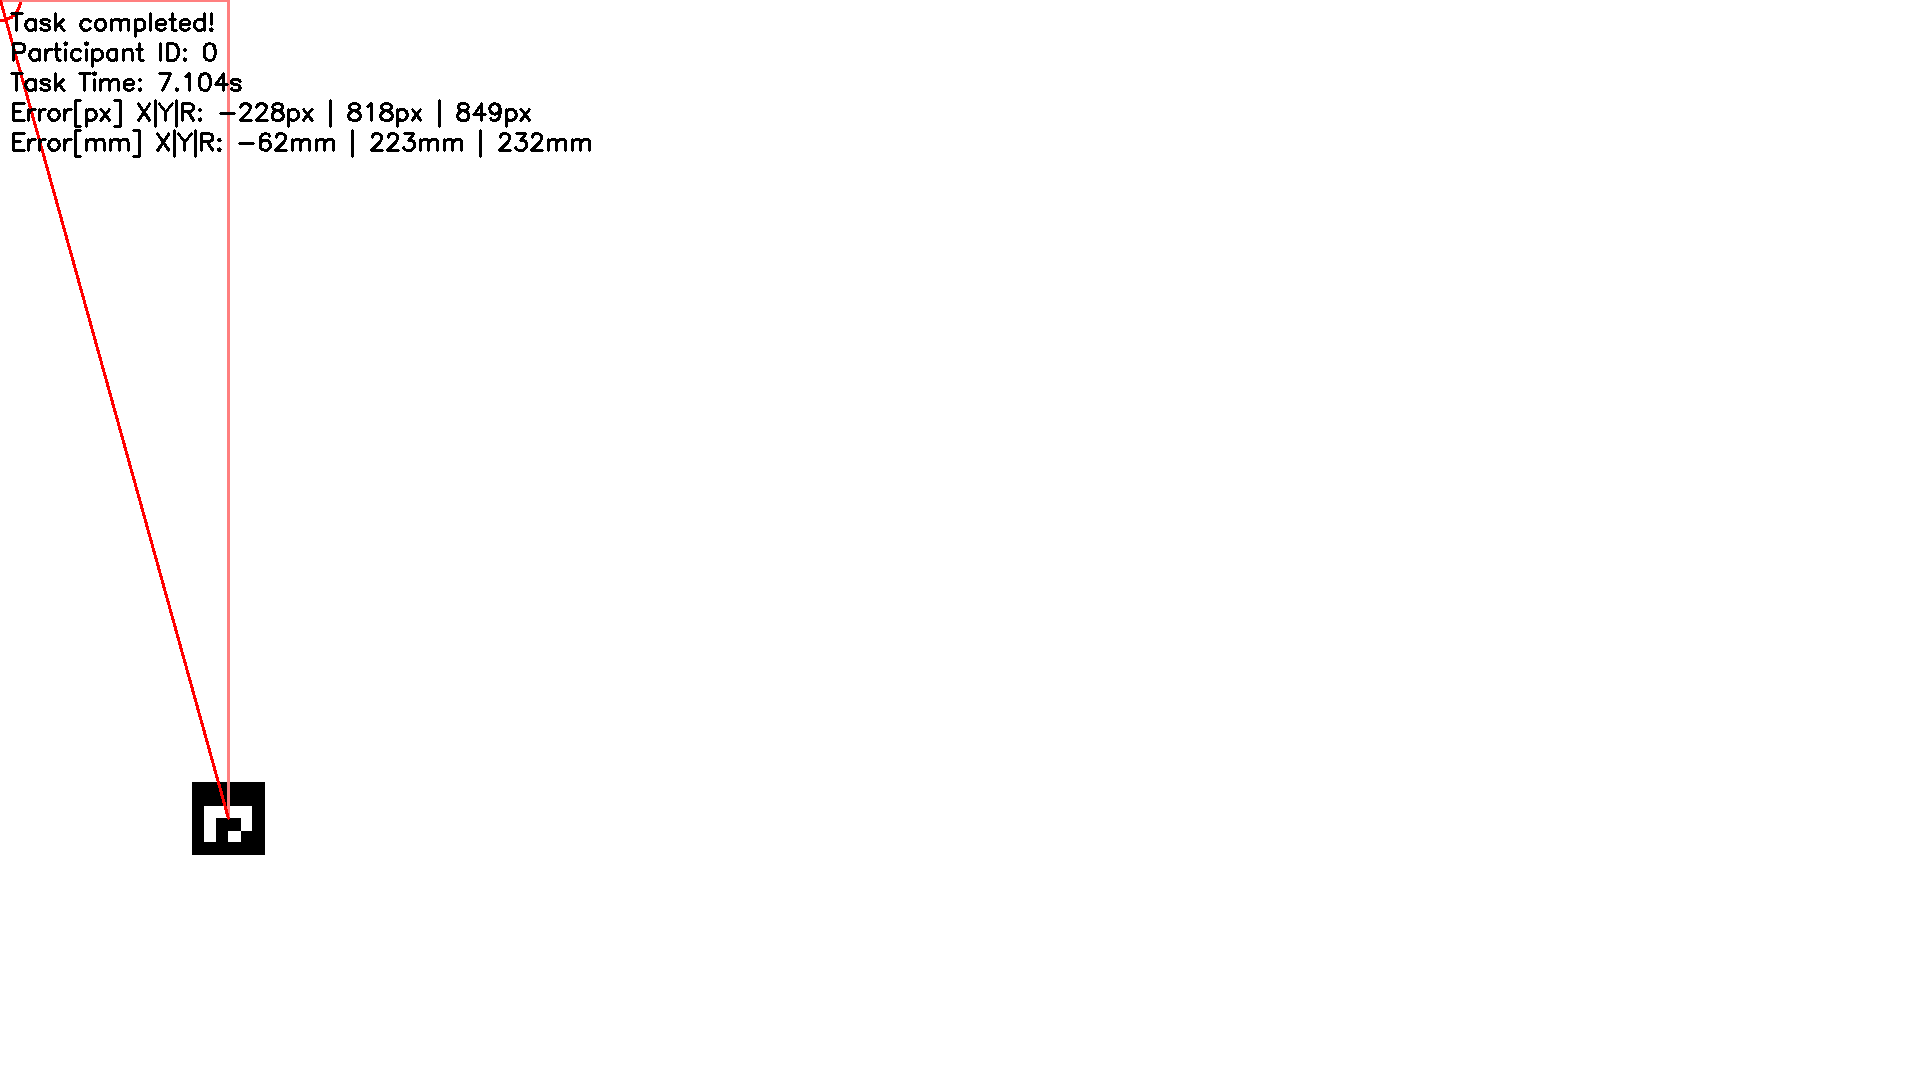 Task completed!
Participant ID: 0
Task Time: 7.104s
Error[px] X|Y|R: -228px | 818px | 849px
Error[mm] X|Y|R: -62mm | 223mm | 232mm